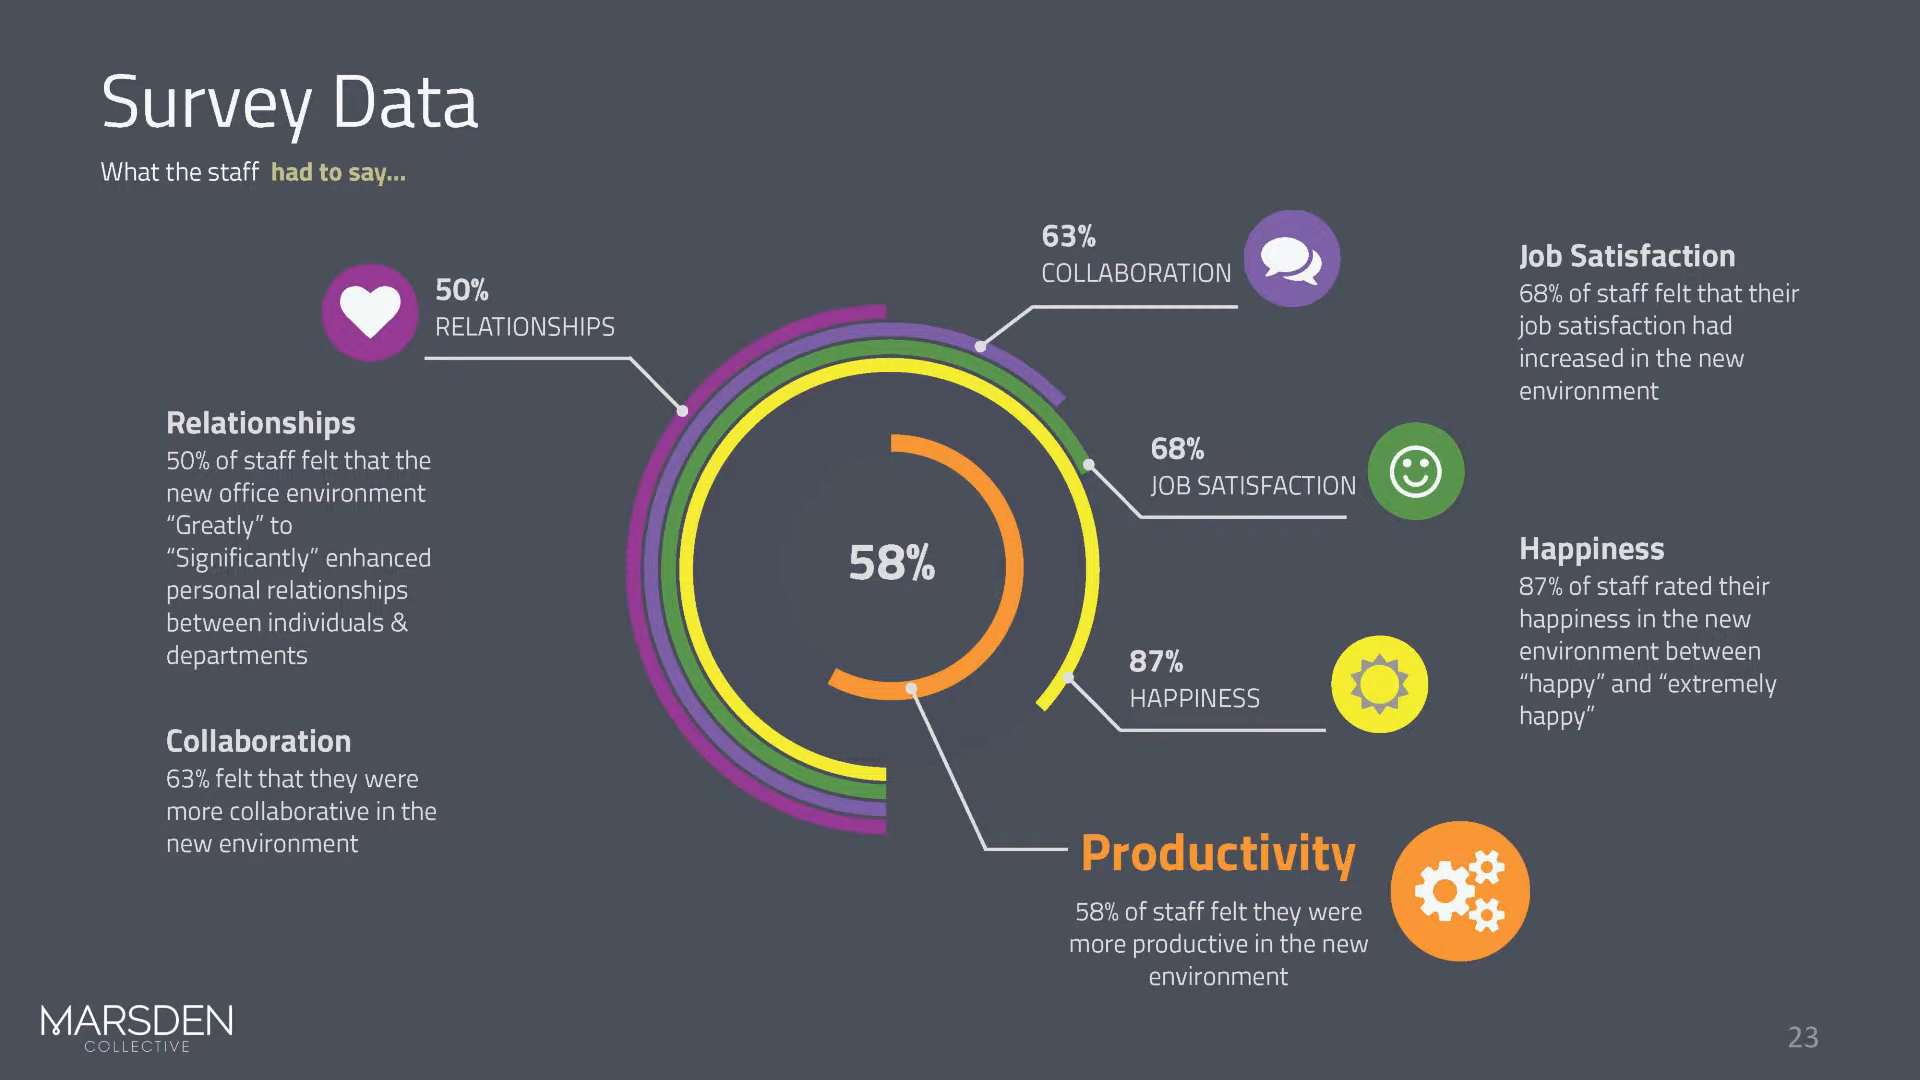 Survey Data
What the staff had to say...
50%
RELATIONSHIPS
63%
COLLABORATION
68%
JOB SATISFACTION
87%
HAPPINESS
58%
Relationships
50% of staff felt that the
new office environment
“Greatly” to
“Significantly” enhanced
personal relationships
between individuals &
departments
Collaboration
63% felt that they were
more collaborative in the
new environment
Job Satisfaction
68% of staff felt that their
job satisfaction had
increased in the new
environment
Happiness
87% of staff rated their
happiness in the new
environment between
“happy” and “extremely
happy”
Productivity
58% of staff felt they were
more productive in the new
environment
MARSDEN
COLLECTIVE
23